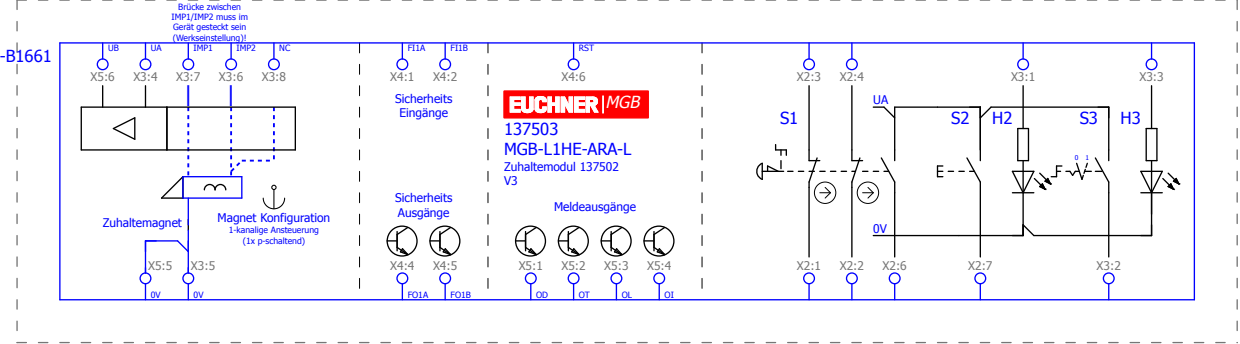 Brücke zwischen
IMP1/IMP2 muss im
Gerät gesteckt sein
(Werkseinstellung)!
-B1661
UB UA IMP1 IMP2 NC FI1A FI1B RST
X5:6 X3:4 X3:7 X3:6 X3:8 X4:1 X4:2 X4:6 X2:3 X2:4 X3:1 X3:3
Sicherheits
Eingänge
EUCHNER MGB
137503
MGB-L1HE-ARA-L
Zuhaltemodul 137502
V3
UA
S1 S2 H2 S3 H3
0 1
Zuhaltemagnet
Magnet Konfiguration
1-kanalige Ansteuerung
(1x p-schaltend)
Sicherheits
Ausgänge
Meldeausgänge
0V
X5:5 X3:5 X4:4 X4:5 X5:1 X5:2 X5:3 X5:4 X2:1 X2:2 X2:6 X2:7 X3:2
0V 0V FO1A FO1B OD OT OL OI